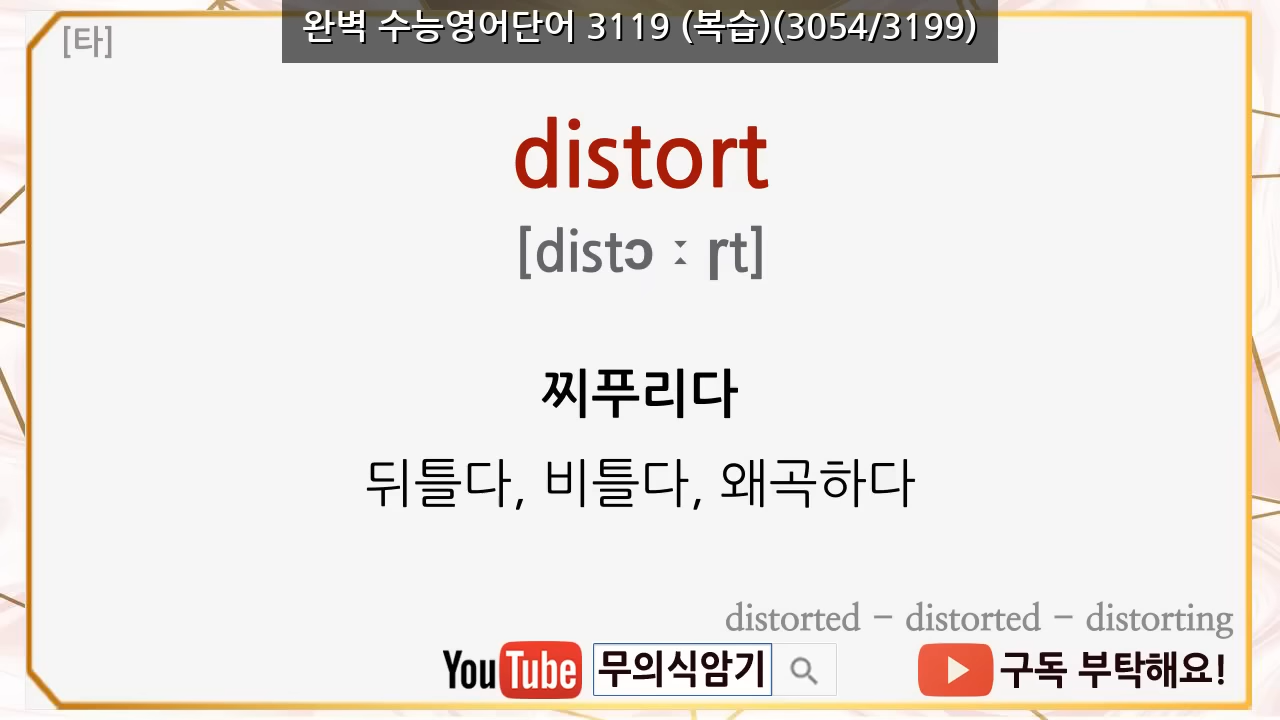 완벽 수능영어단어 3119 (복습)(3054/3199)
[타]
distort
[distɔːrt]
찌푸리다
뒤틀다, 비틀다, 왜곡하다
distorted - distorted - distorting
YouTube 무의식암기 구독 부탁해요!